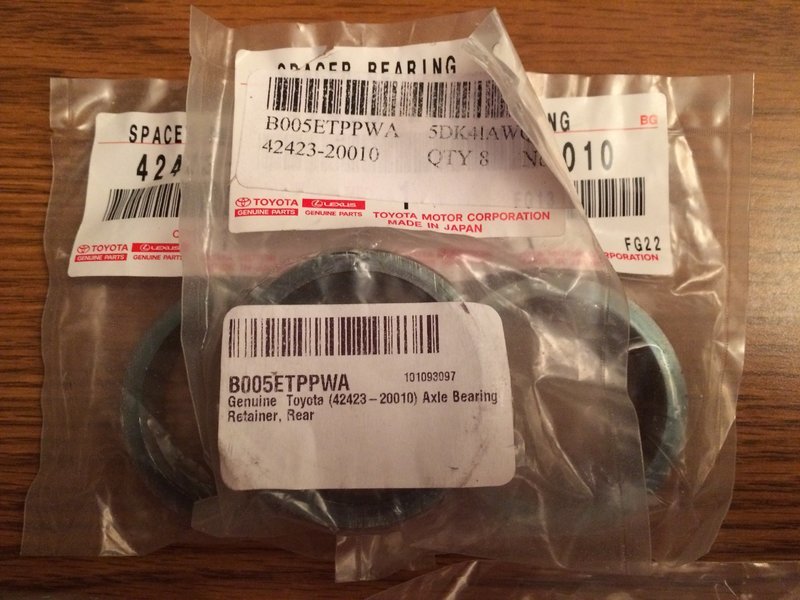 SPACER BEARING
B005ETPPWA 5DK4IAW
42423-20010 QTY 8
TOYOTA LEXUS
GENUINE PARTS GENUINE PARTS
TOYOTA MOTOR CORPORATION
MADE IN JAPAN
SPACE
424
TOYOTA LEXUS
GENUINE PARTS GENUINE PARTS
NG BG
010
FG22
RPORATION
B005ETPPWA 101093097
Genuine Toyota (42423-20010) Axle Bearing
Retainer, Rear